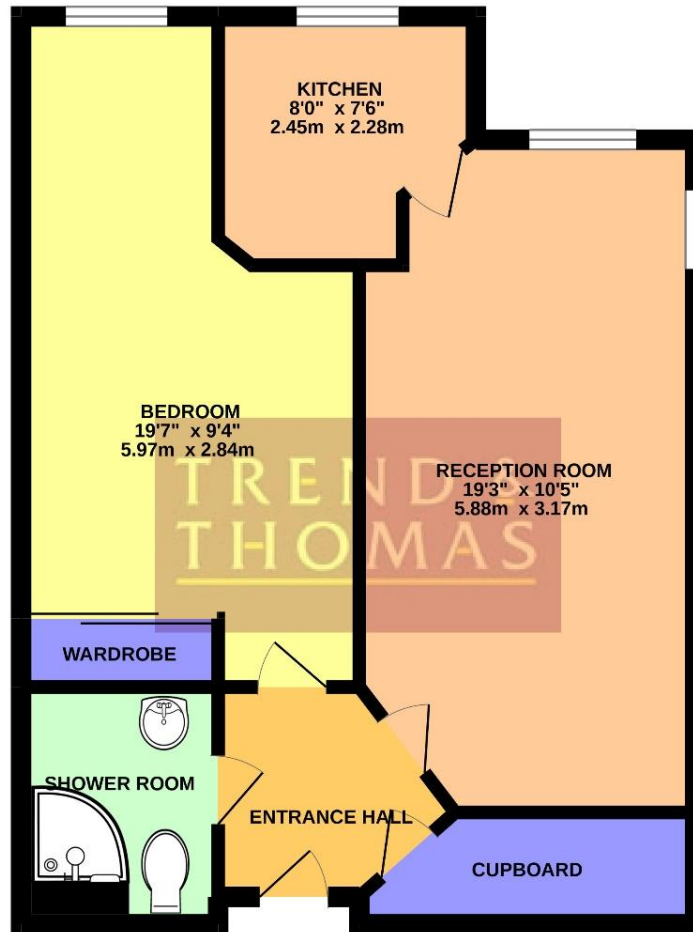 KITCHEN
8'0" x 7'6"
2.45m x 2.28m
BEDROOM
19'7" x 9'4"
5.97m x 2.84m
RECEPTION ROOM
19'3" x 10'5"
5.88m x 3.17m
TREND &
THOMAS
WARDROBE
SHOWER ROOM
ENTRANCE HALL
CUPBOARD